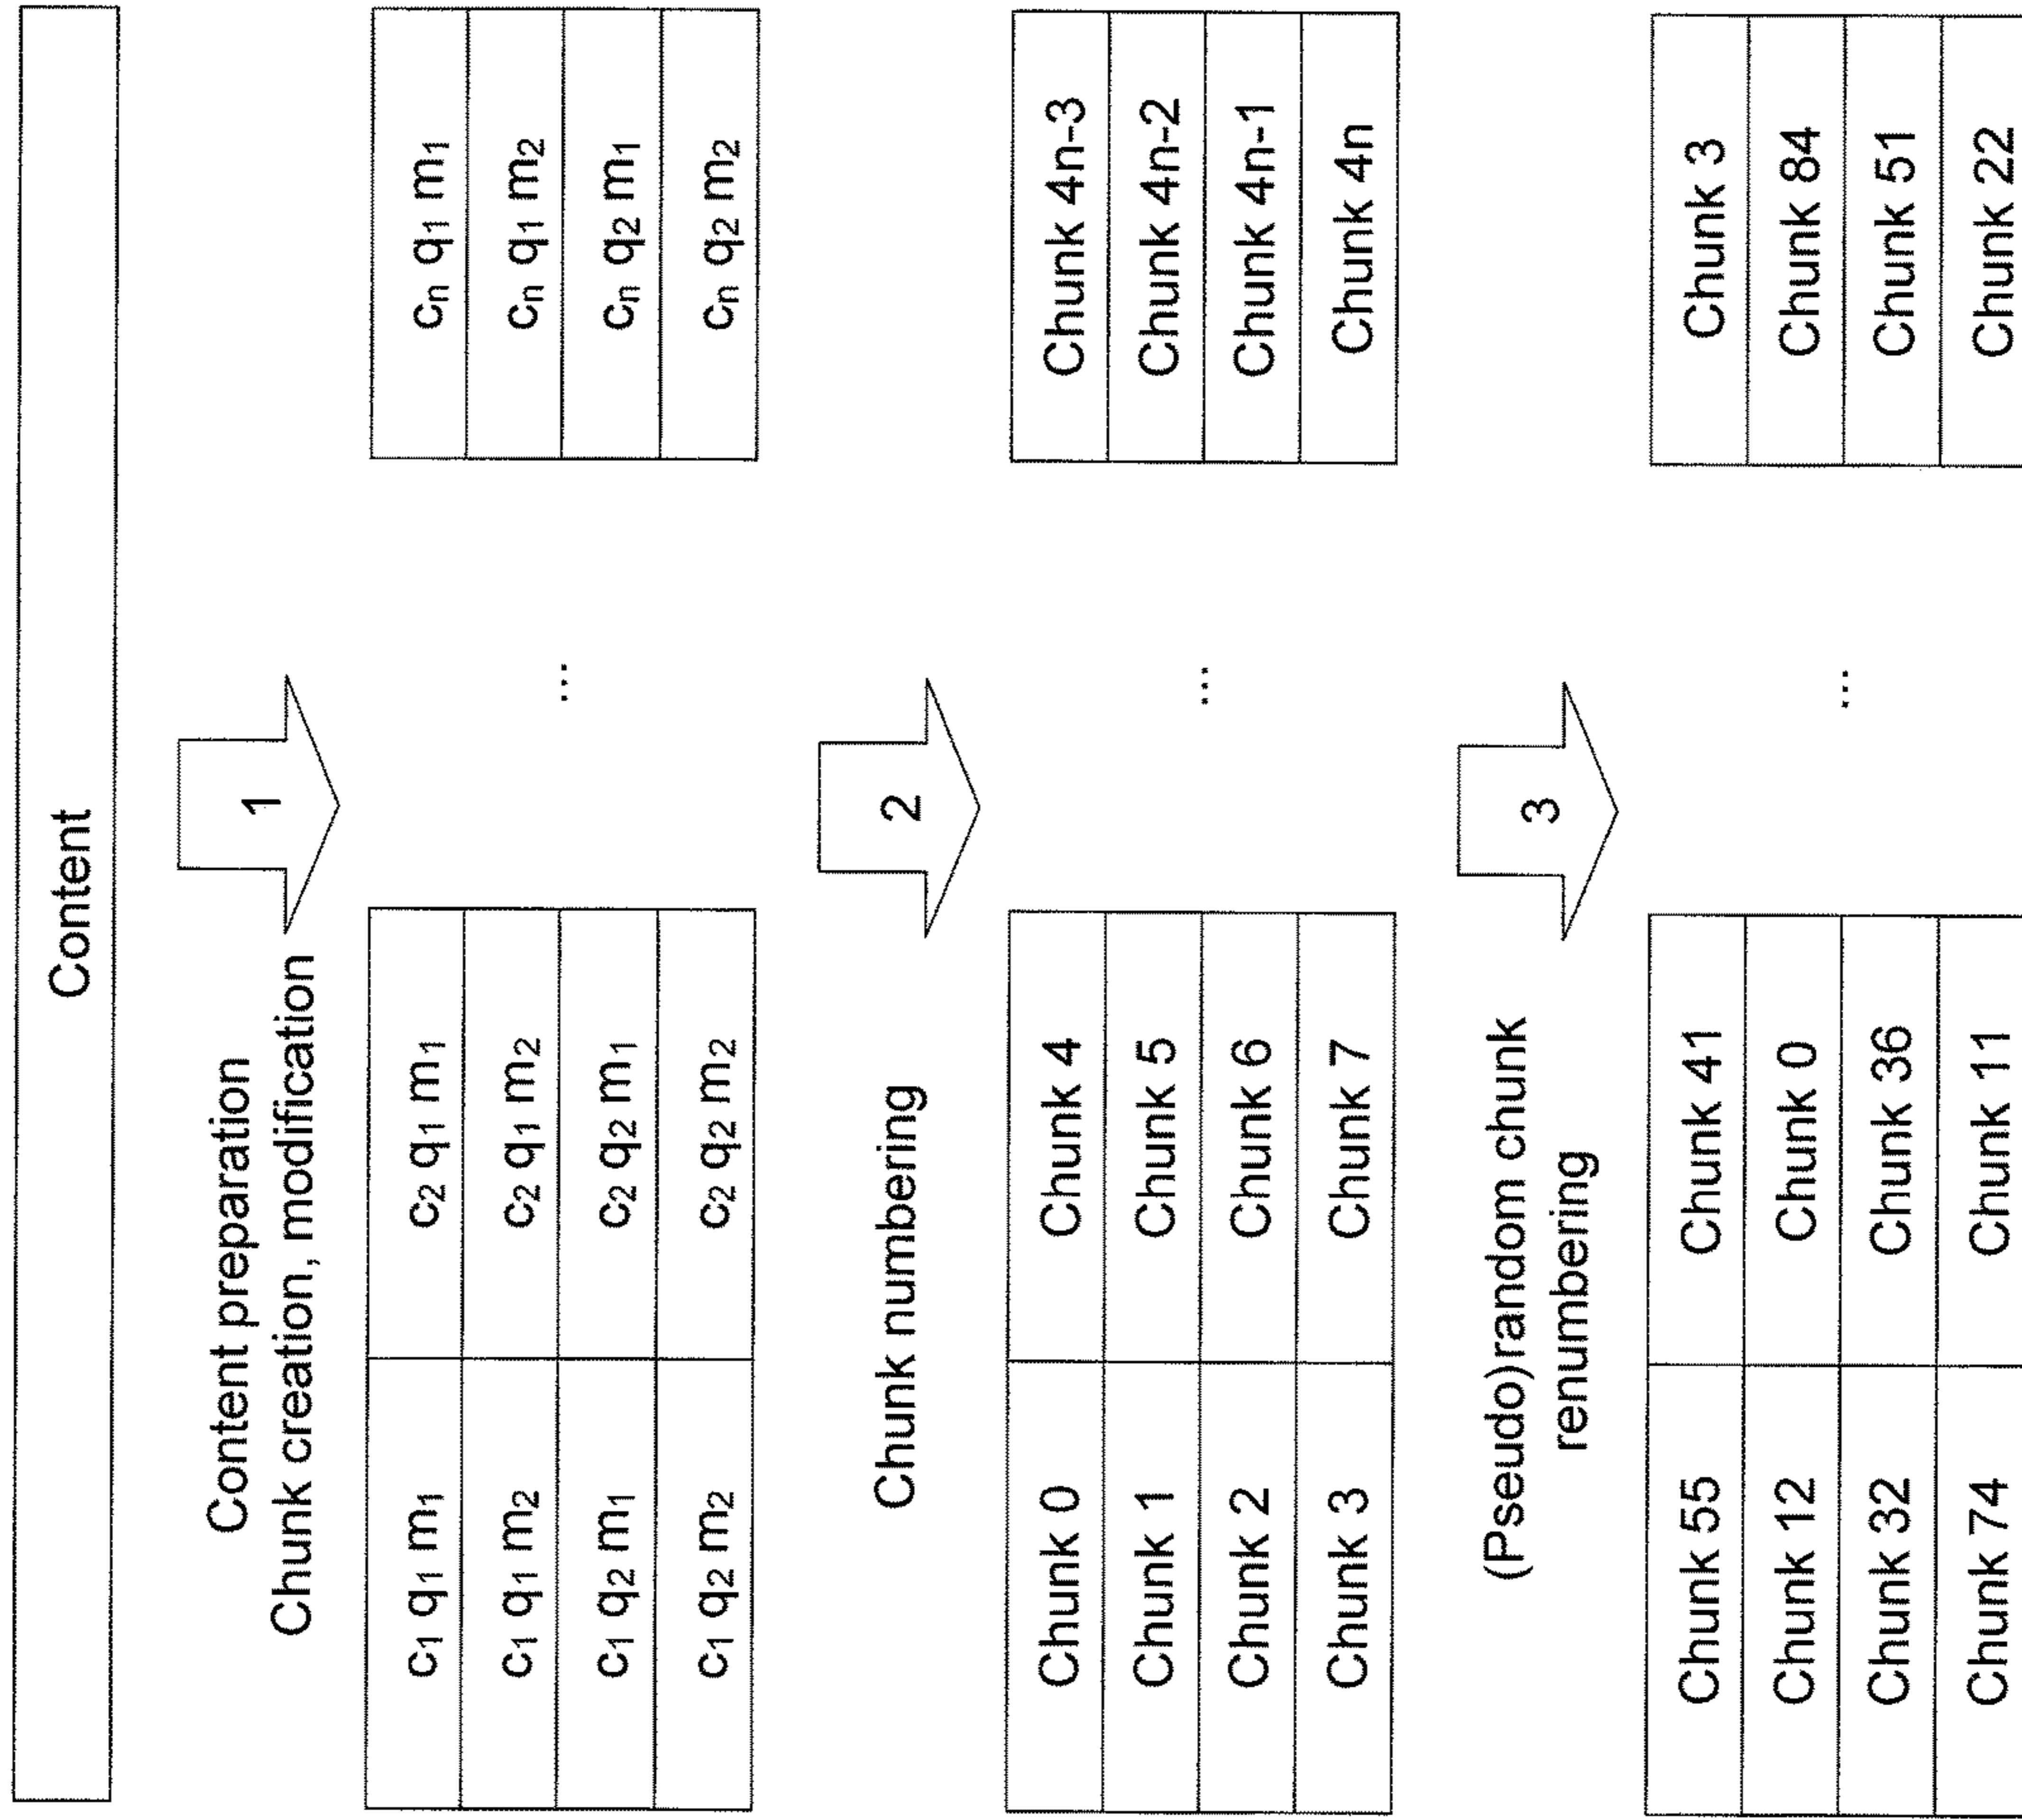 Content
Content preparation
Chunk creation, modification
1
c₁ q₁ m₁ c₂ q₁ m₁ cₙ q₁ m₁
c₁ q₁ m₂ c₂ q₁ m₂ cₙ q₁ m₂
c₁ q₂ m₁ c₂ q₂ m₁ ... cₙ q₂ m₁
c₁ q₂ m₂ c₂ q₂ m₂ cₙ q₂ m₂
Chunk numbering
2
Chunk 0 Chunk 4 Chunk 4n-3
Chunk 1 Chunk 5 Chunk 4n-2
Chunk 2 Chunk 6 ... Chunk 4n-1
Chunk 3 Chunk 7 Chunk 4n
(Pseudo)random chunk
renumbering
3
Chunk 55 Chunk 41 Chunk 3
Chunk 12 Chunk 0 Chunk 84
Chunk 32 Chunk 36 ... Chunk 51
Chunk 74 Chunk 11 Chunk 22